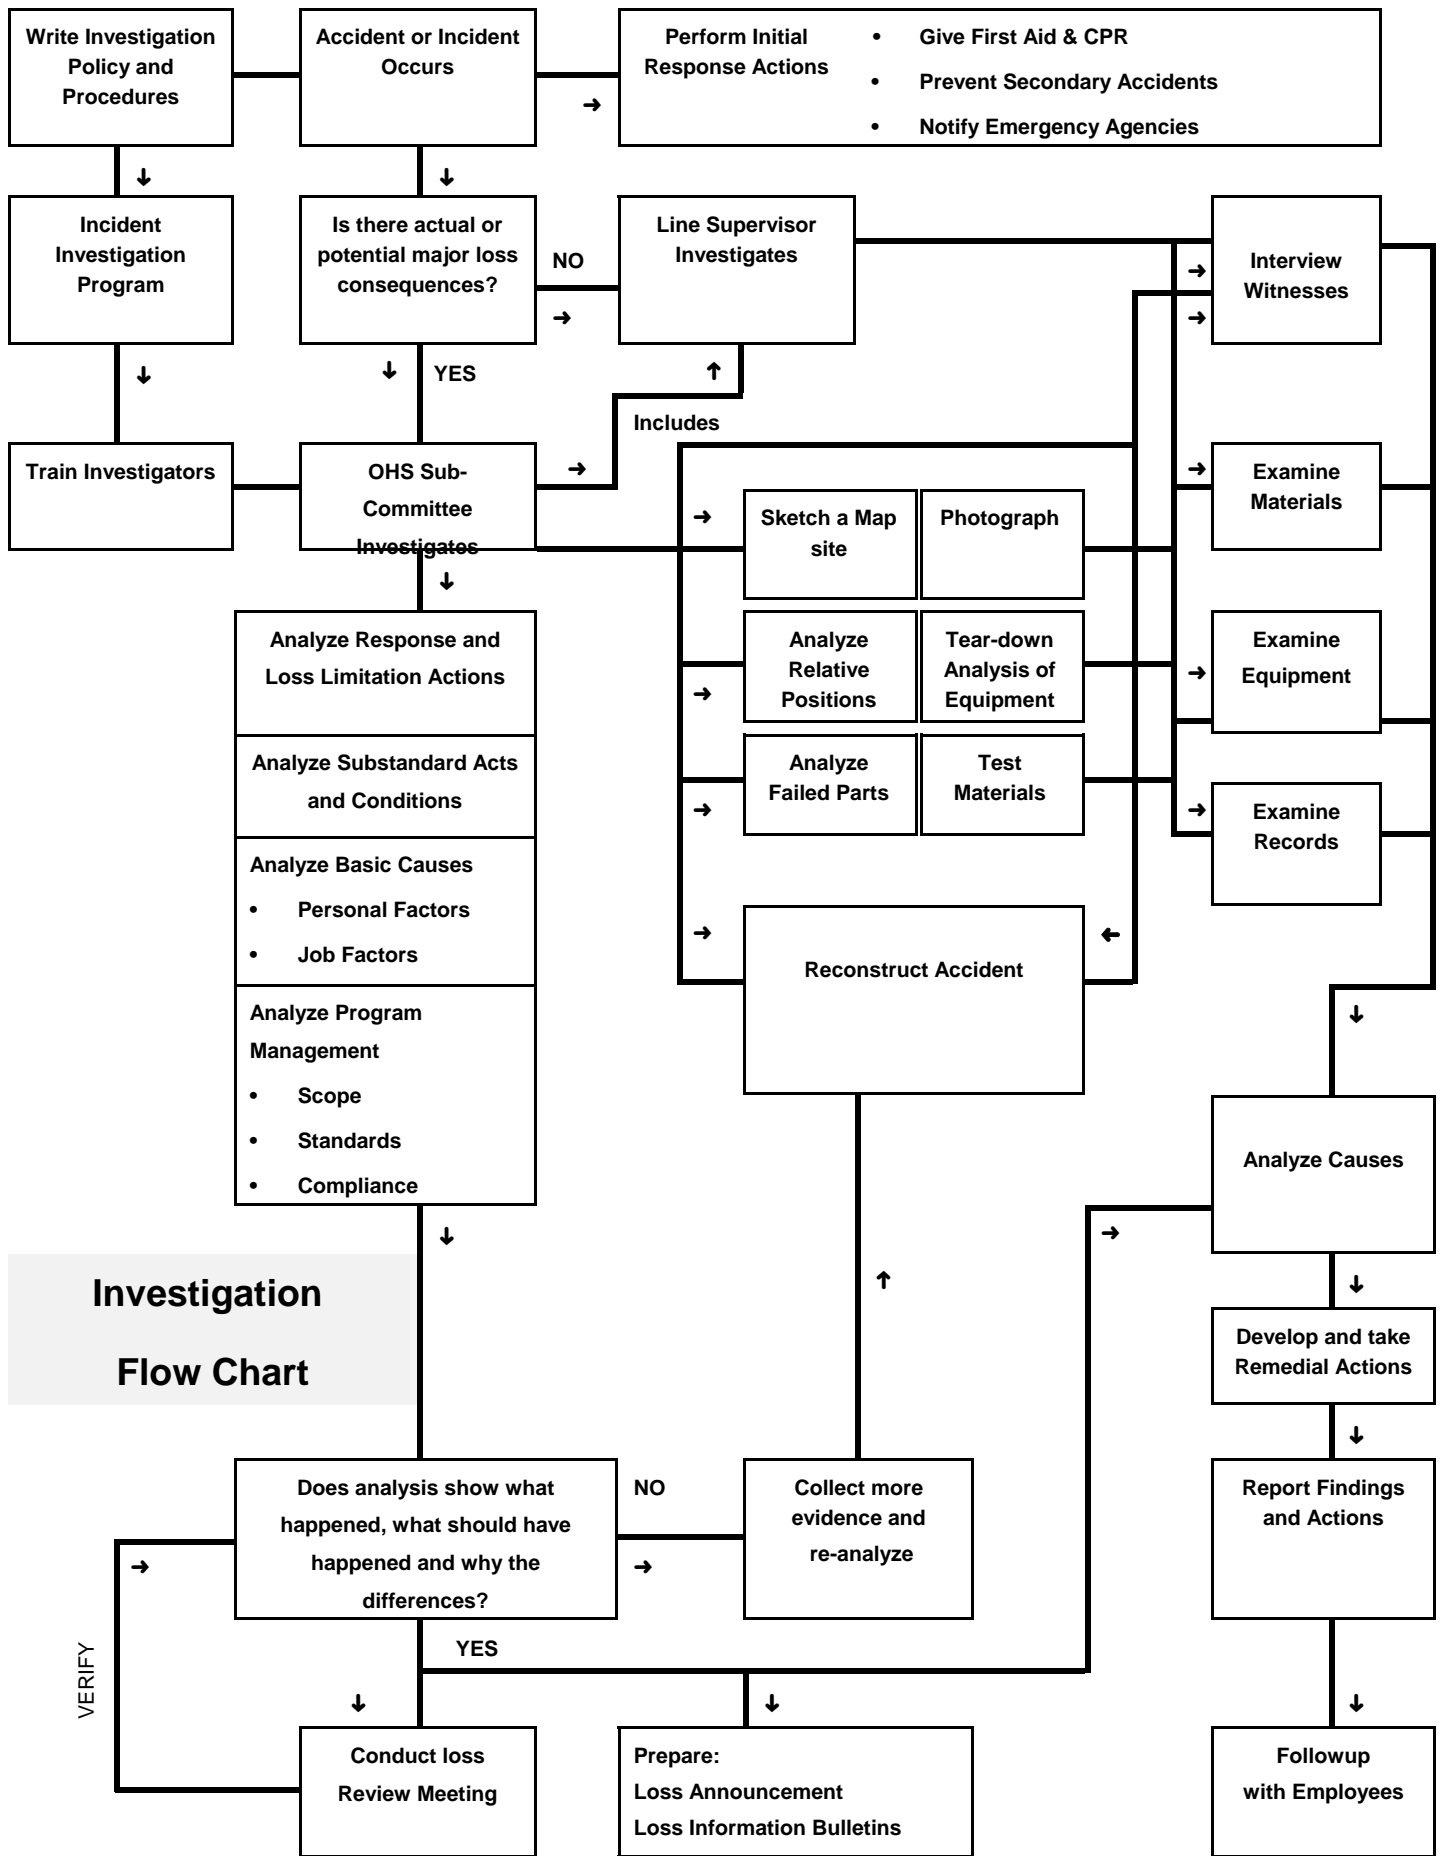 Write Investigation
Policy and
Procedures
Accident or Incident
Occurs
Perform Initial
Response Actions
• Give First Aid & CPR
• Prevent Secondary Accidents
• Notify Emergency Agencies
Incident
Investigation
Program
Is there actual or
potential major loss
consequences?
NO
Line Supervisor
Investigates
Interview
Witnesses
YES
Includes
Train Investigators
OHS Sub-
Committee
Investigates
Sketch a Map
site
Photograph
Examine
Materials
Analyze Response and
Loss Limitation Actions
Analyze
Relative
Positions
Tear-down
Analysis of
Equipment
Examine
Equipment
Analyze Substandard Acts
and Conditions
Analyze
Failed Parts
Test
Materials
Examine
Records
Analyze Basic Causes
• Personal Factors
• Job Factors
Reconstruct Accident
Analyze Program
Management
• Scope
• Standards
• Compliance
Analyze Causes
Investigation
Flow Chart
Develop and take
Remedial Actions
Does analysis show what
happened, what should have
happened and why the
differences?
NO
Collect more
evidence and
re-analyze
Report Findings
and Actions
YES
VERIFY
Conduct loss
Review Meeting
Prepare:
Loss Announcement
Loss Information Bulletins
Followup
with Employees